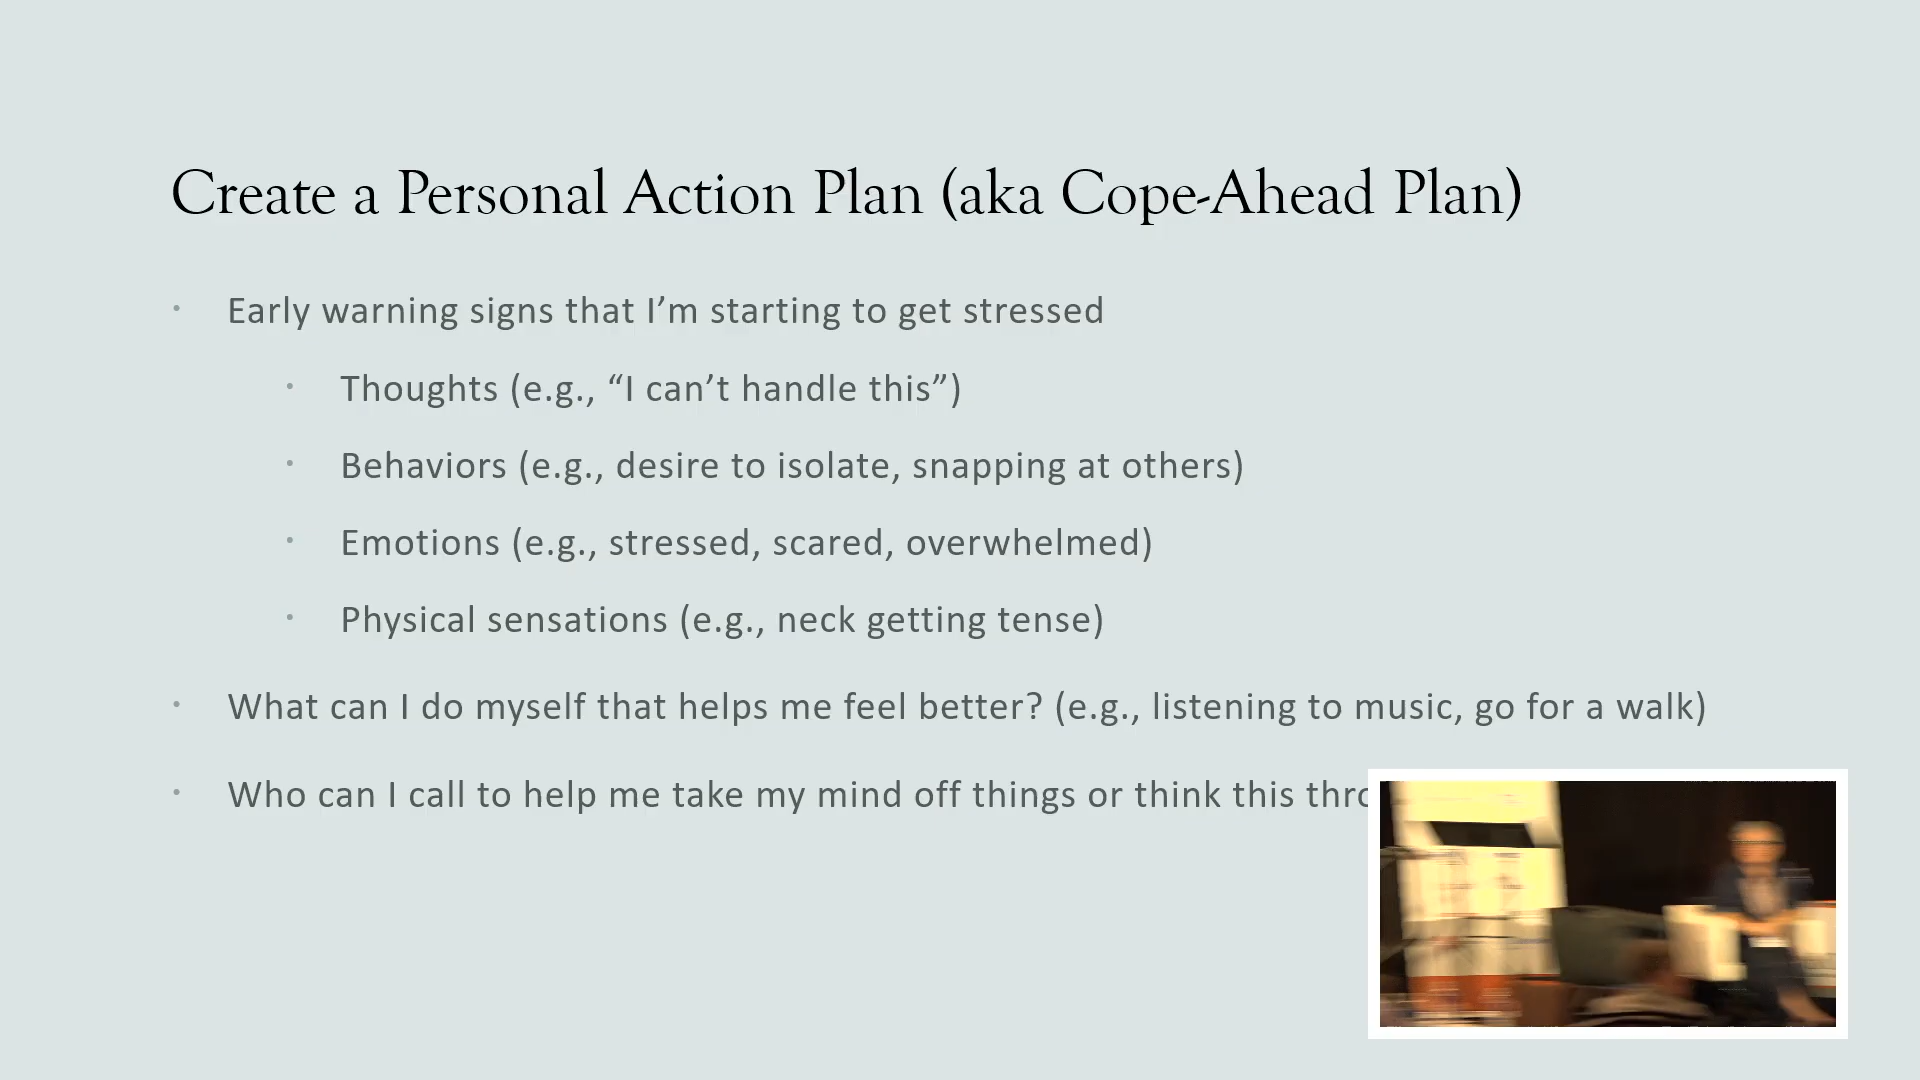 Create a Personal Action Plan (aka Cope-Ahead Plan)
· Early warning signs that I’m starting to get stressed
· Thoughts (e.g., “I can’t handle this”)
· Behaviors (e.g., desire to isolate, snapping at others)
· Emotions (e.g., stressed, scared, overwhelmed)
· Physical sensations (e.g., neck getting tense)
· What can I do myself that helps me feel better? (e.g., listening to music, go for a walk)
· Who can I call to help me take my mind off things or think this